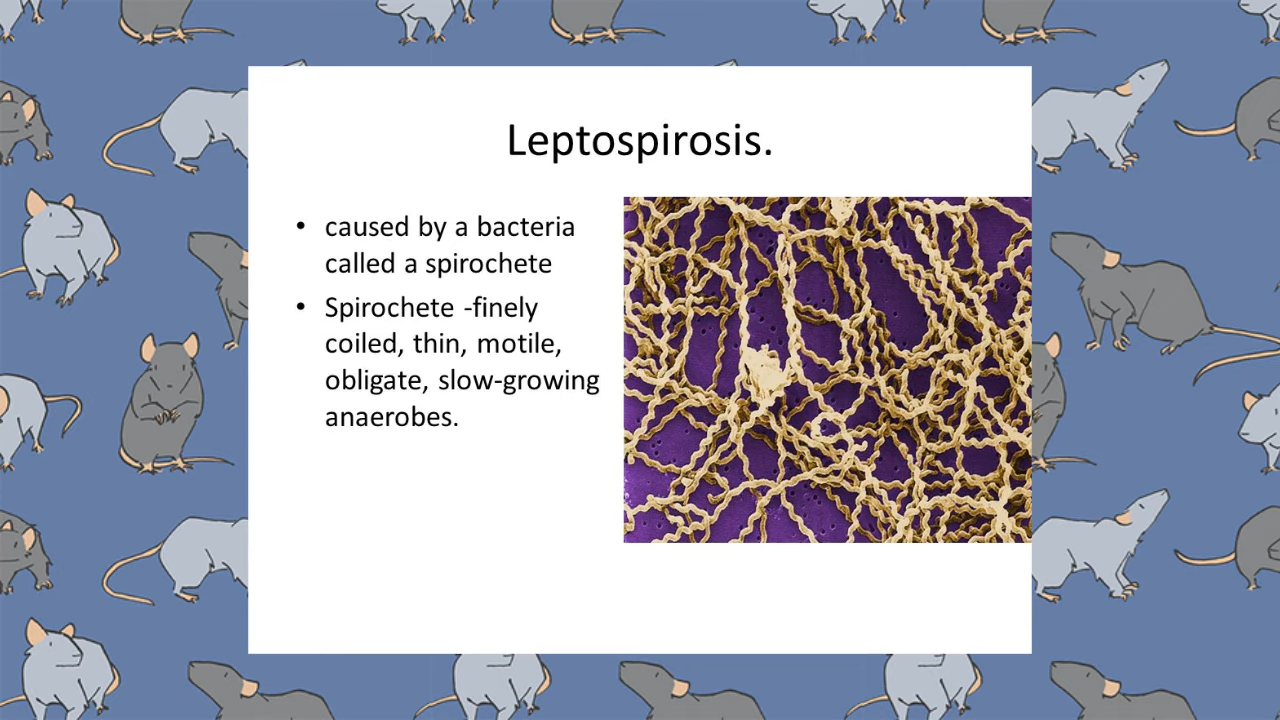 Leptospirosis.
• caused by a bacteria
called a spirochete
• Spirochete -finely
coiled, thin, motile,
obligate, slow-growing
anaerobes.